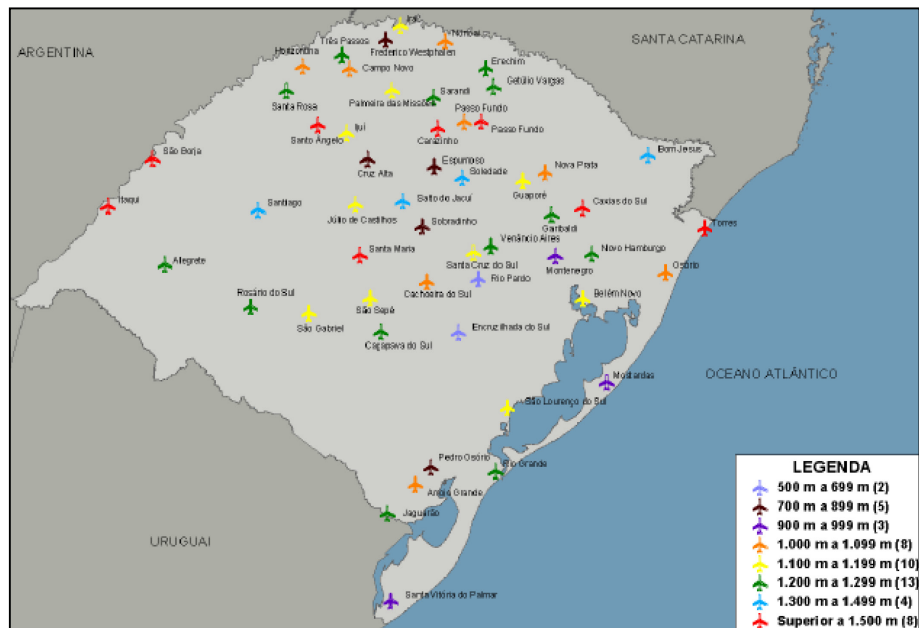 Iraí
Nonoai
SANTA CATARINA
ARGENTINA
Três Passos
Horizontina
Frederico Westphalen
Erechim
Campo Novo
Getúlio Vargas
Santa Rosa
Palmeira das Missões
Sarandi
Passo Fundo
Santo Ângelo
Ijuí
Carazinho
Passo Fundo
São Borja
Bom Jesus
Cruz Alta
Espumoso
Soledade
Nova Prata
Guaporé
Itaqui
Santiago
Salto do Jacuí
Júlio de Castilhos
Caxias do Sul
Garibaldi
Sobradinho
Torres
Venâncio Aires
Santa Maria
Santa Cruz do Sul
Montenegro
Novo Hamburgo
Alegrete
Osório
Rio Pardo
Cachoeira do Sul
Rosário do Sul
São Sepé
Belém Novo
São Gabriel
Caçapava do Sul
Encruzilhada do Sul
OCEANO ATLÂNTICO
Mostardas
São Lourenço do Sul
Pedro Osório
Rio Grande
Arroio Grande
Jaguarão
URUGUAI
Santa Vitória do Palmar
LEGENDA
500 m a 699 m (2)
700 m a 899 m (5)
900 m a 999 m (3)
1.000 m a 1.099 m (8)
1.100 m a 1.199 m (10)
1.200 m a 1.299 m (13)
1.300 m a 1.499 m (4)
Superior a 1.500 m (8)